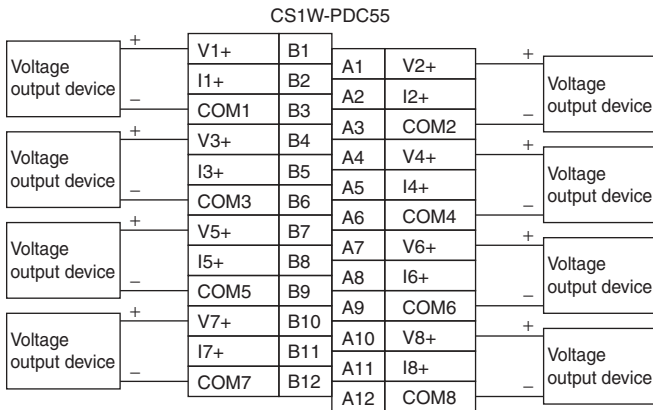 CS1W-PDC55
+ V1+ B1
Voltage
output device
I1+ B2
− COM1 B3
+ V3+ B4
Voltage
output device
I3+ B5
− COM3 B6
+ V5+ B7
Voltage
output device
I5+ B8
− COM5 B9
+ V7+ B10
Voltage
output device
I7+ B11
− COM7 B12
A1 V2+ +
Voltage
output device
A2 I2+
A3 COM2 −
A4 V4+ +
Voltage
output device
A5 I4+
A6 COM4 −
A7 V6+ +
Voltage
output device
A8 I6+
A9 COM6 −
A10 V8+ +
Voltage
output device
A11 I8+
A12 COM8 −